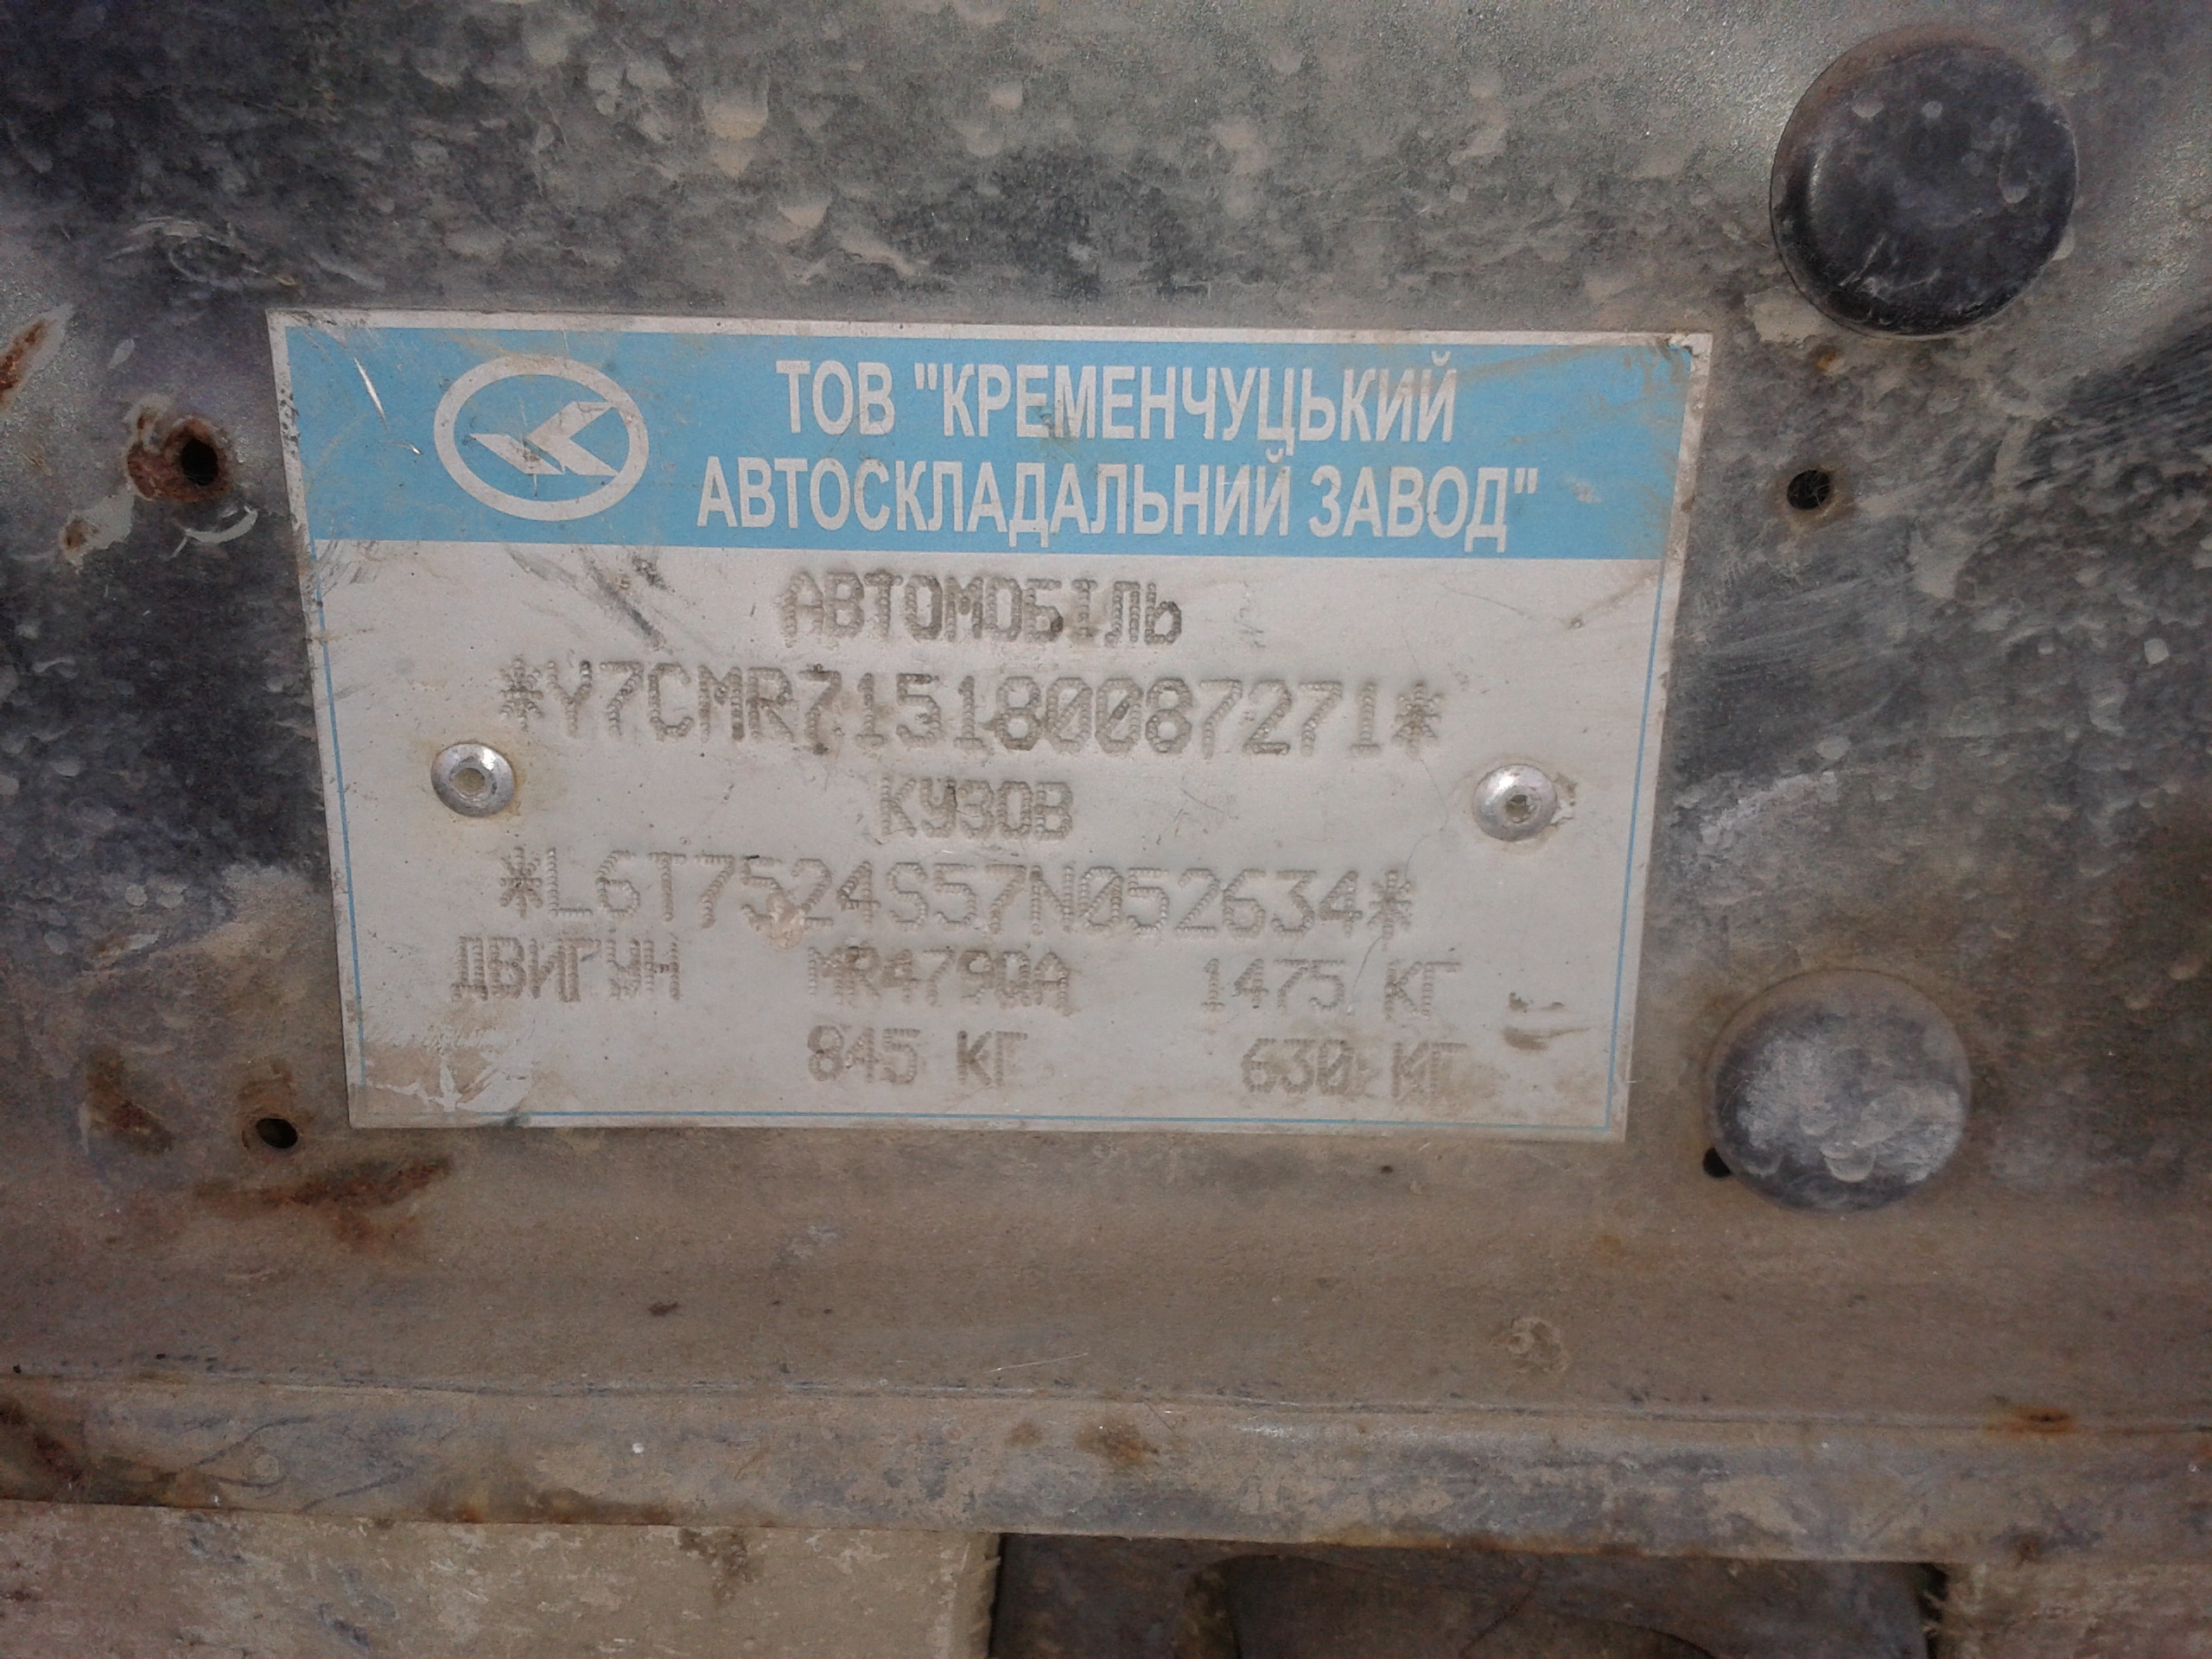 ТОВ "КРЕМЕНЧУЦЬКИЙ
АВТОСКЛАДАЛЬНИЙ ЗАВОД"
АВТОМОБІЛЬ
*Y7CMR715180087271*
КУЗОВ
*L6T7524S57N052634*
ДВИГУН MR479QA 1475 КГ
845 КГ 630 КГ